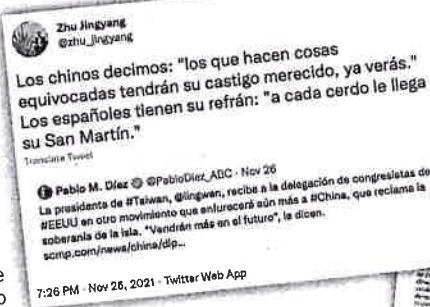 Zhu Jingyang
@zhu_jingyang
Los chinos decimos: "los que hacen cosas
equivocadas tendrán su castigo merecido, ya verás."
Los españoles tienen su refrán: "a cada cerdo le llega
su San Martín."
Translate Tweet
Pablo M. Díez @PabloDiez_ABC · Nov 26
La presidenta de #Taiwan, @iingwen, recibe a la delegación de congresistas de
#EEUU en otro movimiento que enfurecerá aún más a #China, que reclama la
soberanía de la isla. "Vendrán más en el futuro", le dicen.
scmp.com/news/china/dip...
7:26 PM · Nov 26, 2021 · Twitter Web App